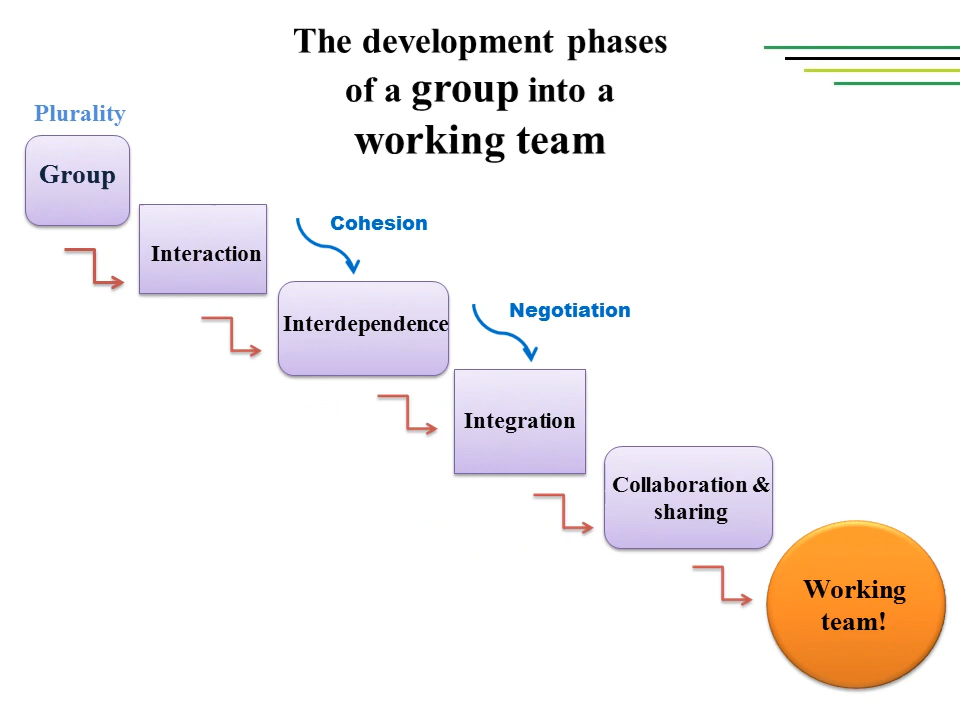 The development phases
of a group into a
working team
Plurality
Group
Interaction
Cohesion
Interdependence
Negotiation
Integration
Collaboration &
sharing
Working
team!